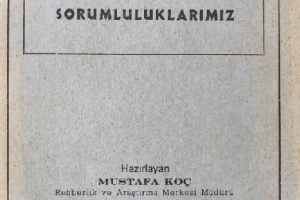 SORUMLULUKLARIMIZ
Hazırlayan
MUSTAFA KOÇ
Rehberlik ve Araştırma Merkezi Müdürü